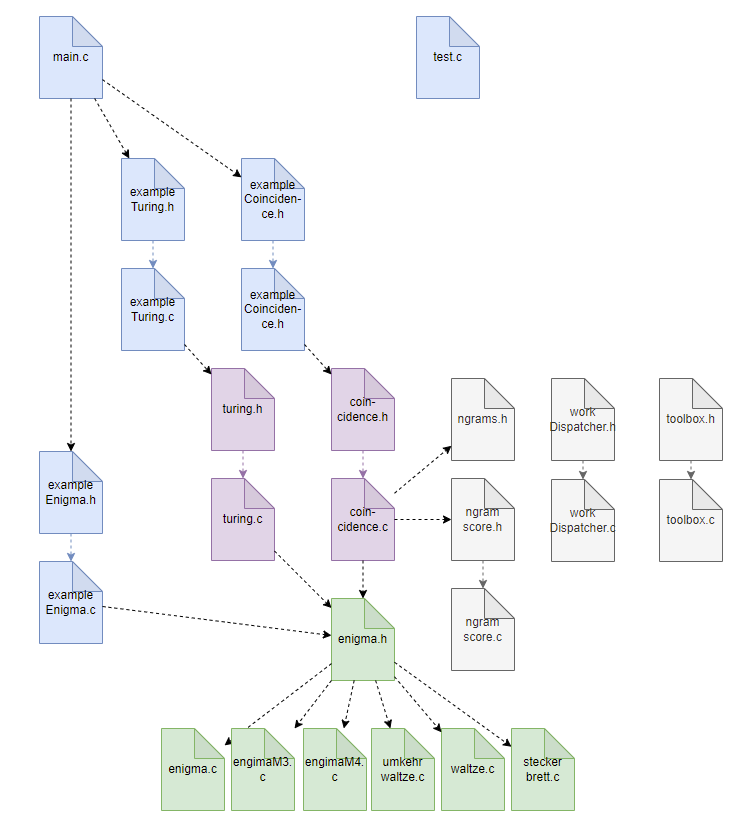 main.c
test.c
example
Turing.h
example
Coinciden-
ce.h
example
Turing.c
example
Coinciden-
ce.h
turing.h
coin-
cidence.h
ngrams.h
work
Dispatcher.h
toolbox.h
example
Enigma.h
turing.c
coin-
cidence.c
ngram
score.h
work
Dispatcher.c
toolbox.c
example
Enigma.c
enigma.h
ngram
score.c
enigma.c
engimaM3.
c
engimaM4.
c
umkehr
waltze.c
waltze.c
stecker
brett.c